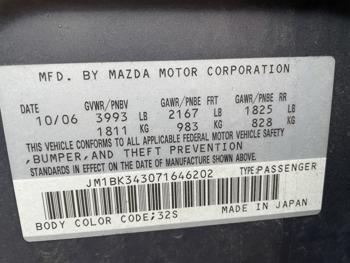 MFD. BY MAZDA MOTOR CORPORATION
GVWR/PNBV GAWR/PNBE FRT GAWR/PNBE RR
10/06 3993 LB 2167 LB 1825 LB
1811 KG 983 KG 828 KG
THIS VEHICLE CONFORMS TO ALL APPLICABLE FEDERAL MOTOR VEHICLE SAFETY
,BUMPER,AND THEFT PREVENTION
STANDARDS IN EFFECT ON THE DATE OF MANUFACTURE SHOWN ABOVE.
JM1BK343071646202 TYPE:PASSENGER
BODY COLOR CODE;32S MADE IN JAPAN